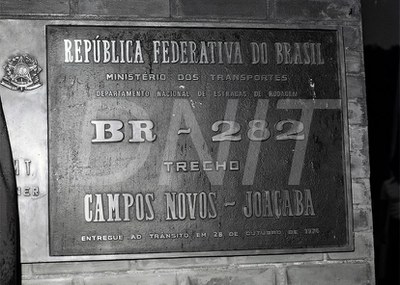 REPÚBLICA FEDERATIVA DO BRASIL
MINISTÉRIO DOS TRANSPORTES
DEPARTAMENTO NACIONAL DE ESTRADAS DE RODAGEM
BR - 282
DNIT
TRECHO
CAMPOS NOVOS - JOAÇABA
ENTREGUE AO TRÂNSITO EM DE OUTUBRO DE